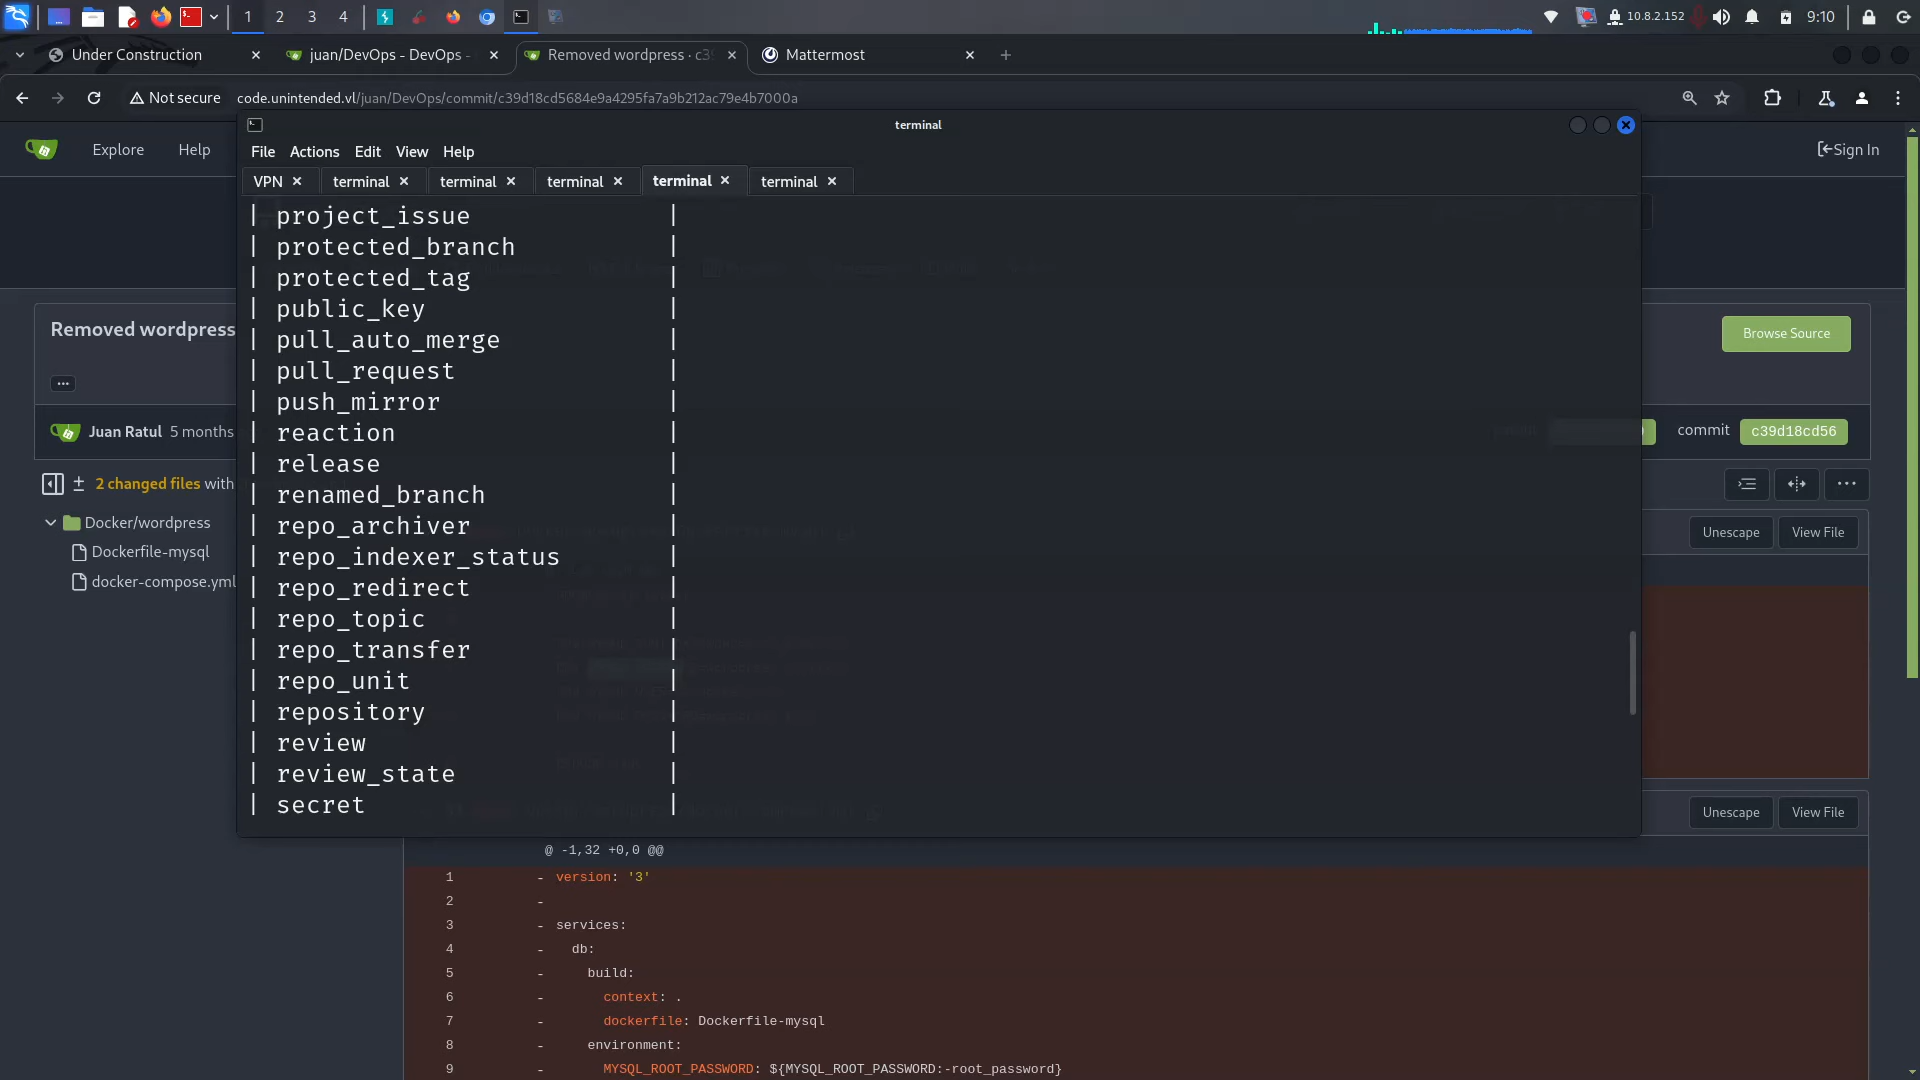 1 2 3 4 10.8.2.152 9:10
Under Construction juan/DevOps - DevOps - Removed wordpress · c39 Mattermost
Not secure code.unintended.vl/juan/DevOps/commit/c39d18cd5684e9a4295fa7a9b212ac79e4b7000a
terminal
Explore Help Sign In
File Actions Edit View Help
VPN terminal terminal terminal terminal terminal
| project_issue |
| protected_branch |
| protected_tag |
| public_key |
| pull_auto_merge |
| pull_request |
| push_mirror |
| reaction |
| release |
| renamed_branch |
| repo_archiver |
| repo_indexer_status |
| repo_redirect |
| repo_topic |
| repo_transfer |
| repo_unit |
| repository |
| review |
| review_state |
| secret |
Removed wordpress
Browse Source
...
Juan Ratul 5 months
commit c39d18cd56
2 changed files with
Docker/wordpress
Dockerfile-mysql
docker-compose.yml
Unescape View File
Unescape View File
@ -1,32 +0,0 @@
1 - version: '3'
2 -
3 - services:
4 - db:
5 - build:
6 - context: .
7 - dockerfile: Dockerfile-mysql
8 - environment:
9 - MYSQL_ROOT_PASSWORD: ${MYSQL_ROOT_PASSWORD:-root_password}